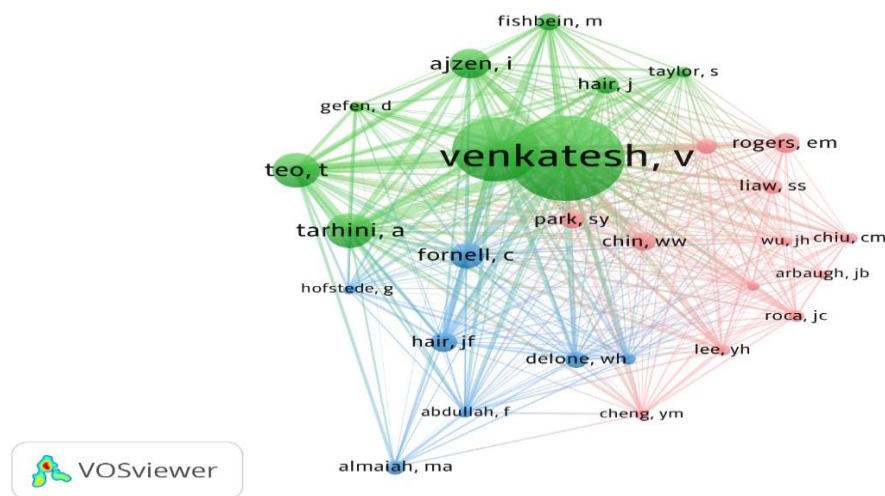 fishbein, m
ajzen, i
taylor, s
hair, j
gefen, d
venkatesh, v
rogers, em
teo, t
liaw, ss
park, sy
tarhini, a
chin, ww
wu, jh
chiu, cm
fornell, c
arbaugh, jb
hofstede, g
roca, jc
hair, jf
lee, yh
delone, wh
abdullah, f
cheng, ym
almaiah, ma
VOSviewer